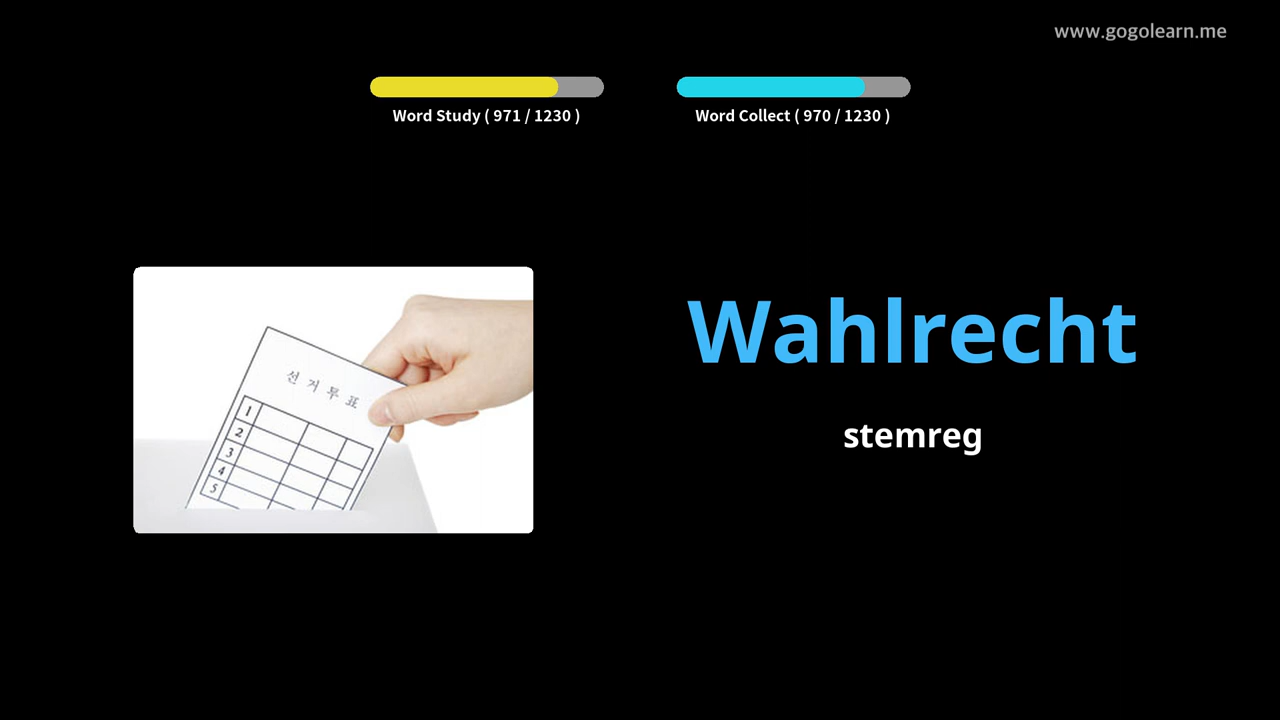 www.gogolearn.me
Word Study ( 971 / 1230 )
Word Collect ( 970 / 1230 )
선거투표
1
2
3
4
5
Wahlrecht
stemreg